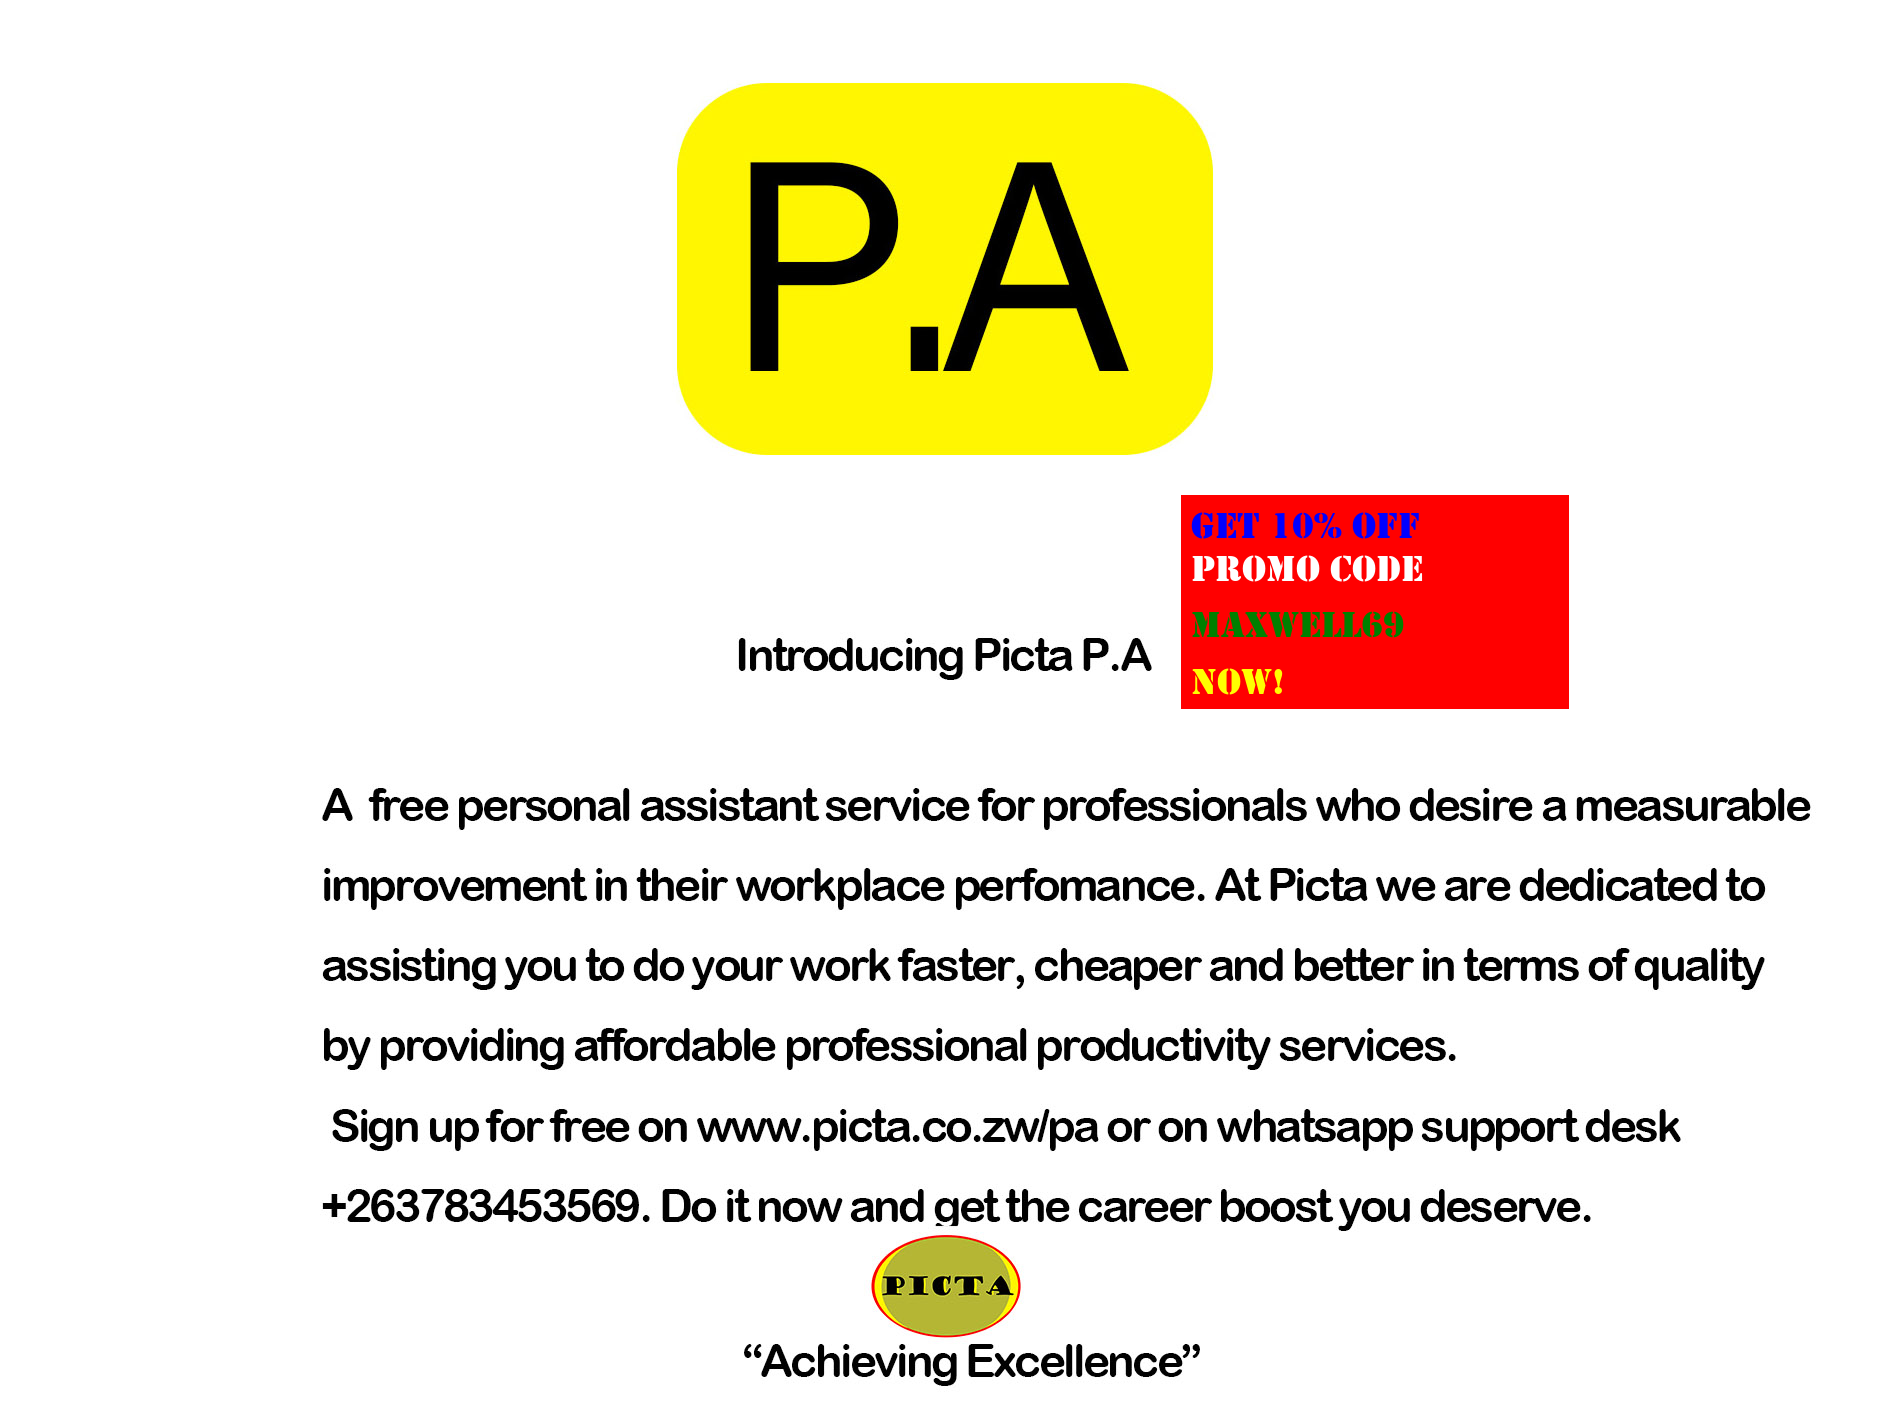 P.A
GET 10% OFF
PROMO CODE
MAXWELL69
NOW!
Introducing Picta P.A
A free personal assistant service for professionals who desire a measurable
improvement in their workplace perfomance. At Picta we are dedicated to
assisting you to do your work faster, cheaper and better in terms of quality
by providing affordable professional productivity services.
Sign up for free on www.picta.co.zw/pa or on whatsapp support desk
+263783453569. Do it now and get the career boost you deserve.
PICTA
“Achieving Excellence”